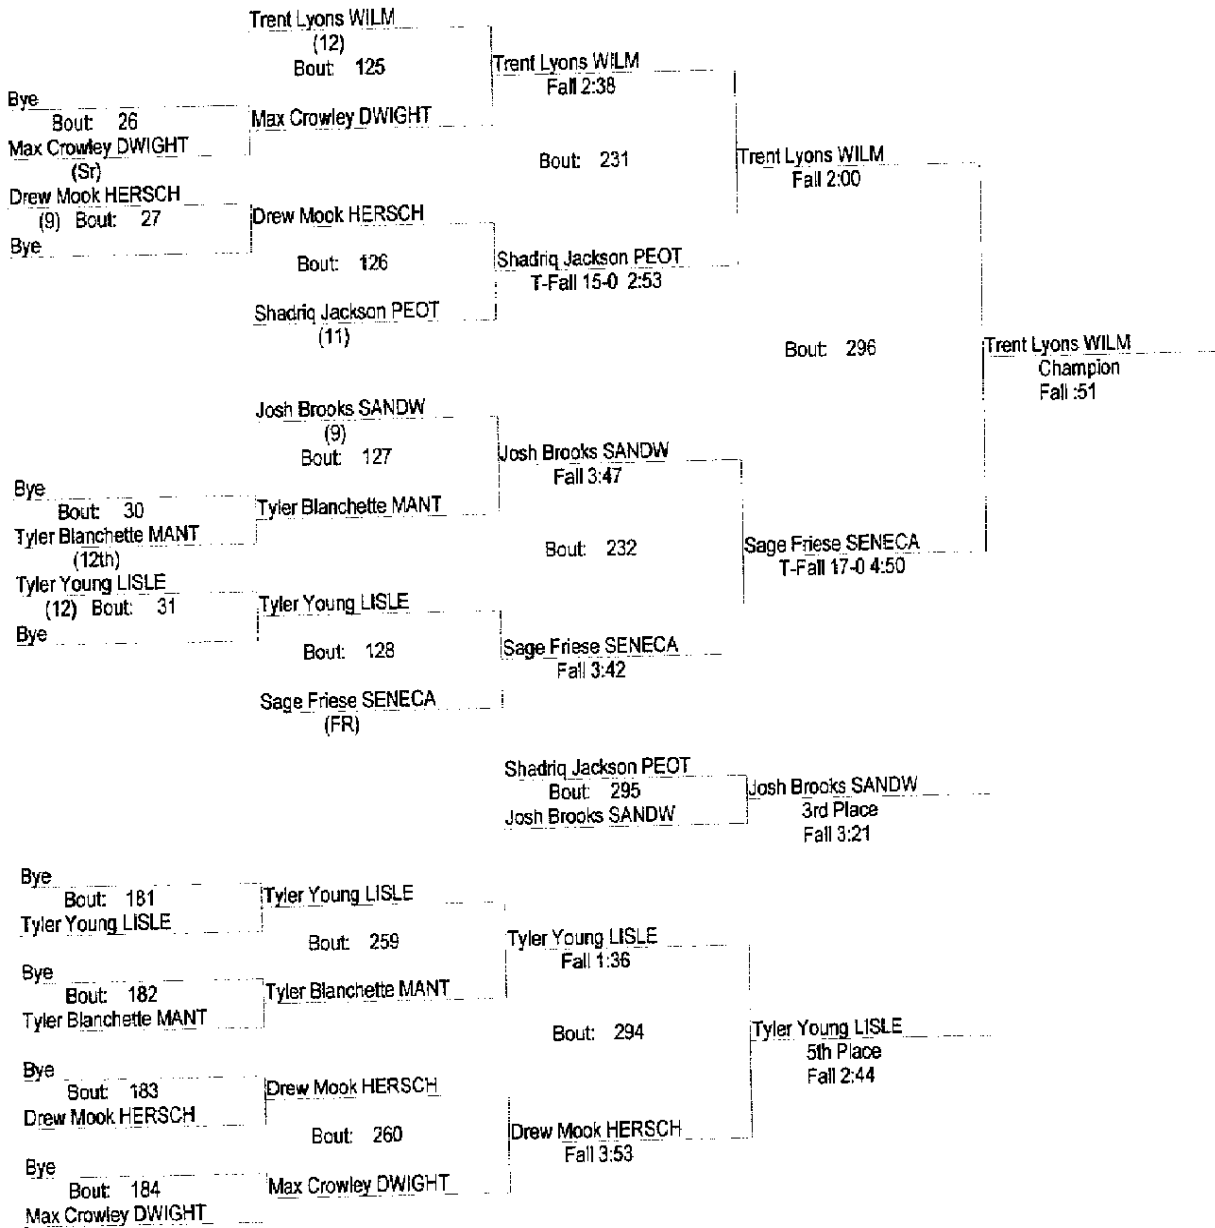 Trent Lyons WILM
(12)
Bout: 125
Trent Lyons WILM
Fall 2:38
Bye
Bout: 26
Max Crowley DWIGHT
Max Crowley DWIGHT
(Sr)
Bout: 231
Trent Lyons WILM
Fall 2:00
Drew Mook HERSCH
(9) Bout: 27
Drew Mook HERSCH
Bye
Bout: 126
Shadriq Jackson PEOT
T-Fall 15-0 2:53
Shadriq Jackson PEOT
(11)
Bout: 296
Trent Lyons WILM
Champion
Fall :51
Josh Brooks SANDW
(9)
Bout: 127
Josh Brooks SANDW
Fall 3:47
Bye
Bout: 30
Tyler Blanchette MANT
Tyler Blanchette MANT
(12th)
Bout: 232
Sage Friese SENECA
T-Fall 17-0 4:50
Tyler Young LISLE
(12) Bout: 31
Tyler Young LISLE
Bye
Bout: 128
Sage Friese SENECA
Fall 3:42
Sage Friese SENECA
(FR)
Shadriq Jackson PEOT
Bout: 295
Josh Brooks SANDW
Josh Brooks SANDW
3rd Place
Fall 3:21
Bye
Bout: 181
Tyler Young LISLE
Tyler Young LISLE
Bout: 259
Tyler Young LISLE
Fall 1:36
Bye
Bout: 182
Tyler Blanchette MANT
Tyler Blanchette MANT
Bout: 294
Tyler Young LISLE
5th Place
Fall 2:44
Bye
Bout: 183
Drew Mook HERSCH
Drew Mook HERSCH
Bout: 260
Drew Mook HERSCH
Fall 3:53
Bye
Bout: 184
Max Crowley DWIGHT
Max Crowley DWIGHT